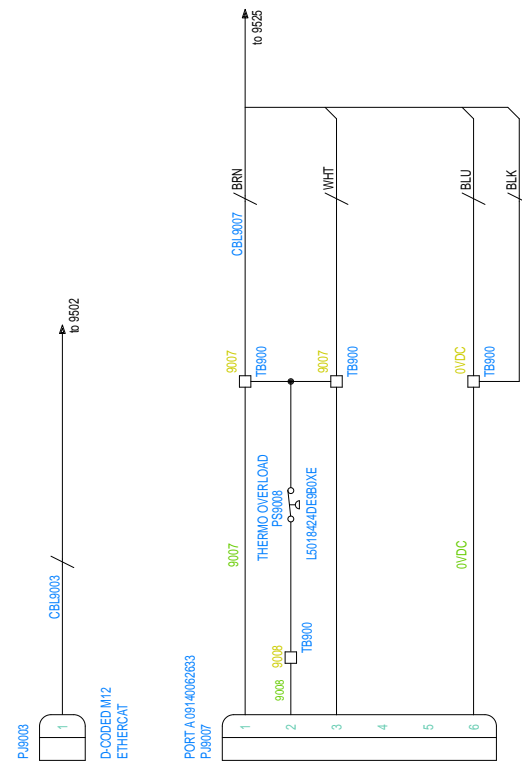 PJ9003
1
D-CODED M12
ETHERCAT
CBL9003
to 9502
PORT A 09140062633
PJ9007
1
2
3
4
5
6
9008
9008
TB900
9007
THERMO OVERLOAD
PS9008
L5018424DE9B0XE
0VDC
9007
TB900
9007
TB900
0VDC
TB900
CBL9007
BRN
WHT
BLU
BLK
to 9525